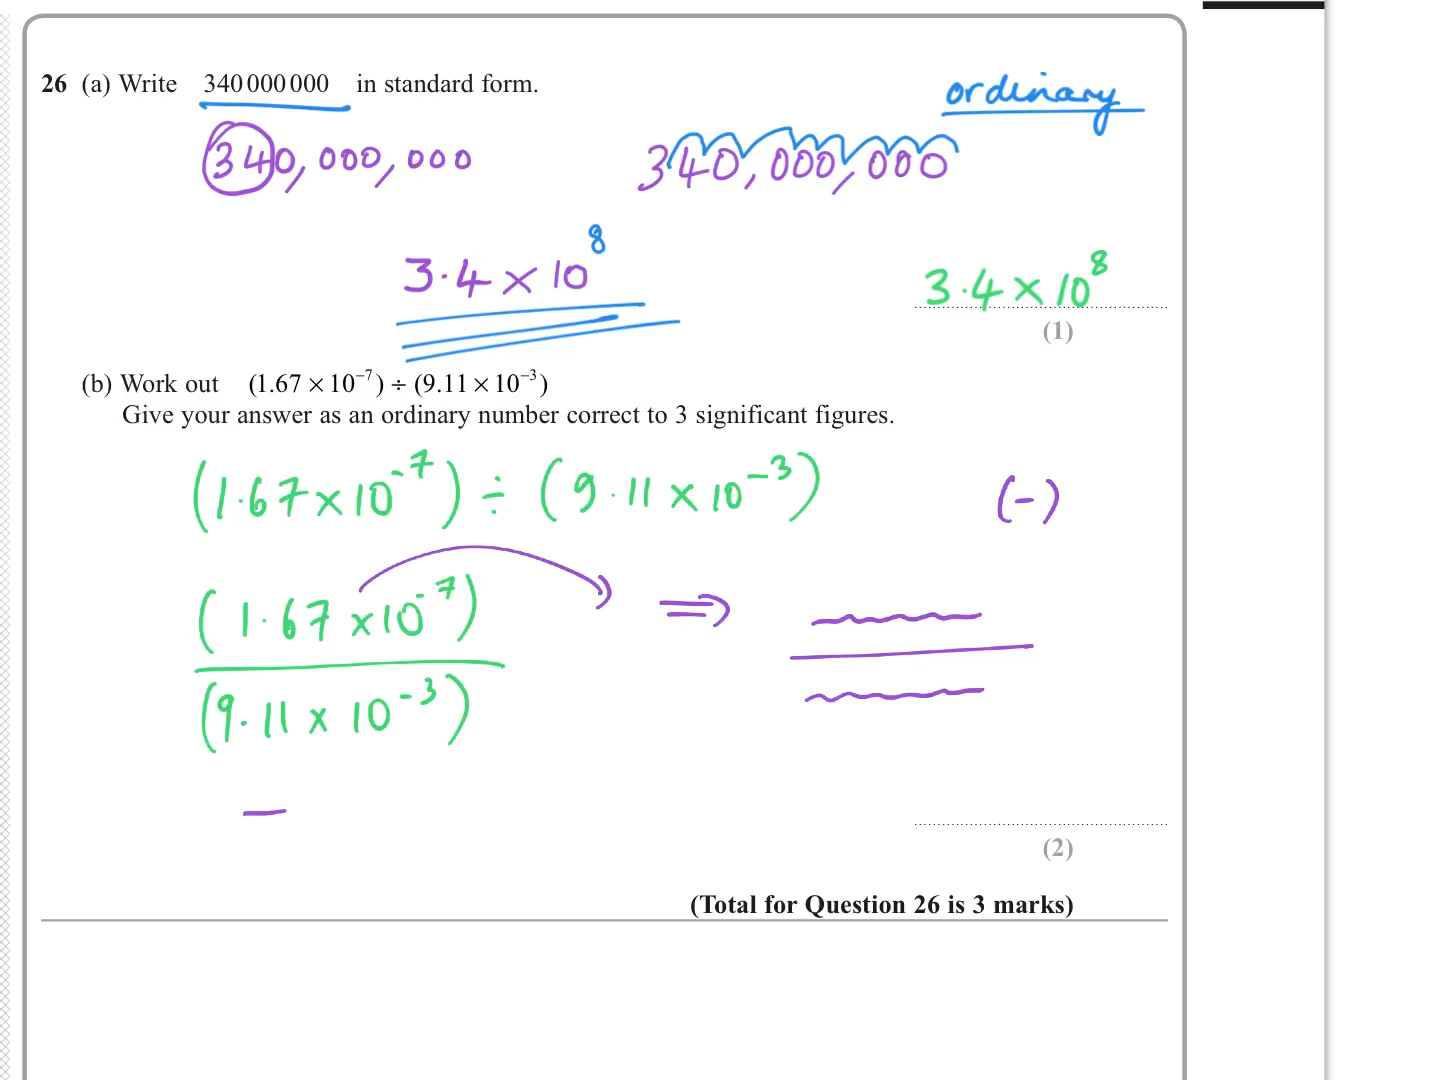 26 (a) Write 340 000 000 in standard form.
ordinary
340,000,000 340,000,000
3.4 × 10⁸
3.4 × 10⁸
(1)
(b) Work out (1.67 × 10⁻⁷) ÷ (9.11 × 10⁻³)
Give your answer as an ordinary number correct to 3 significant figures.
(1.67 × 10⁻⁷) ÷ (9.11 × 10⁻³) (−)
(1.67 × 10⁻⁷) ⇒
(9.11 × 10⁻³)
(2)
(Total for Question 26 is 3 marks)